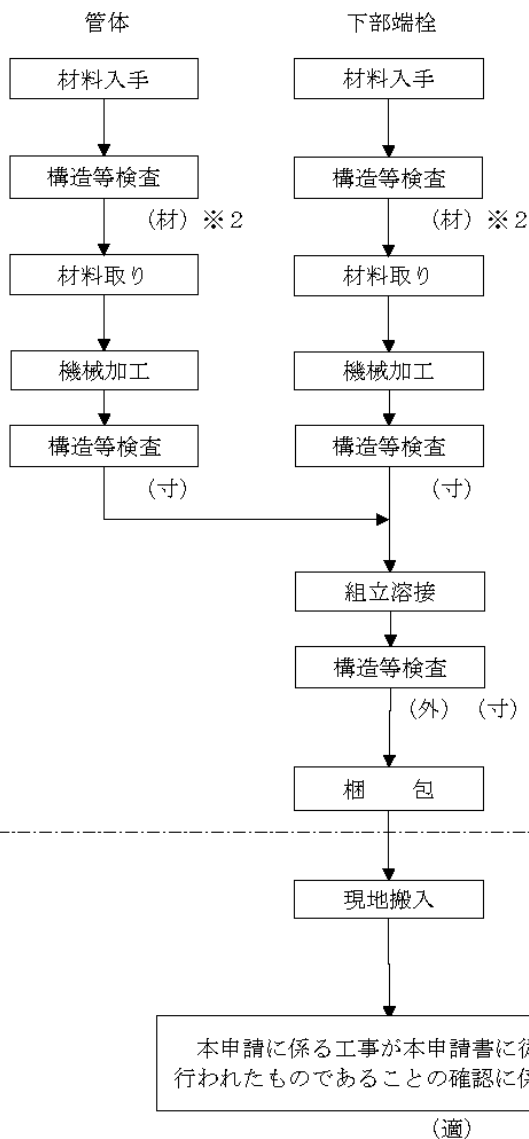 管体
下部端栓
材料入手
材料入手
構造等検査
構造等検査
(材) ※2
(材) ※2
材料取り
材料取り
機械加工
機械加工
構造等検査
構造等検査
(寸)
(寸)
組立溶接
構造等検査
(外) (寸)
梱 包
現地搬入
本申請に係る工事が本申請書に従
行われたものであることの確認に係
(適)